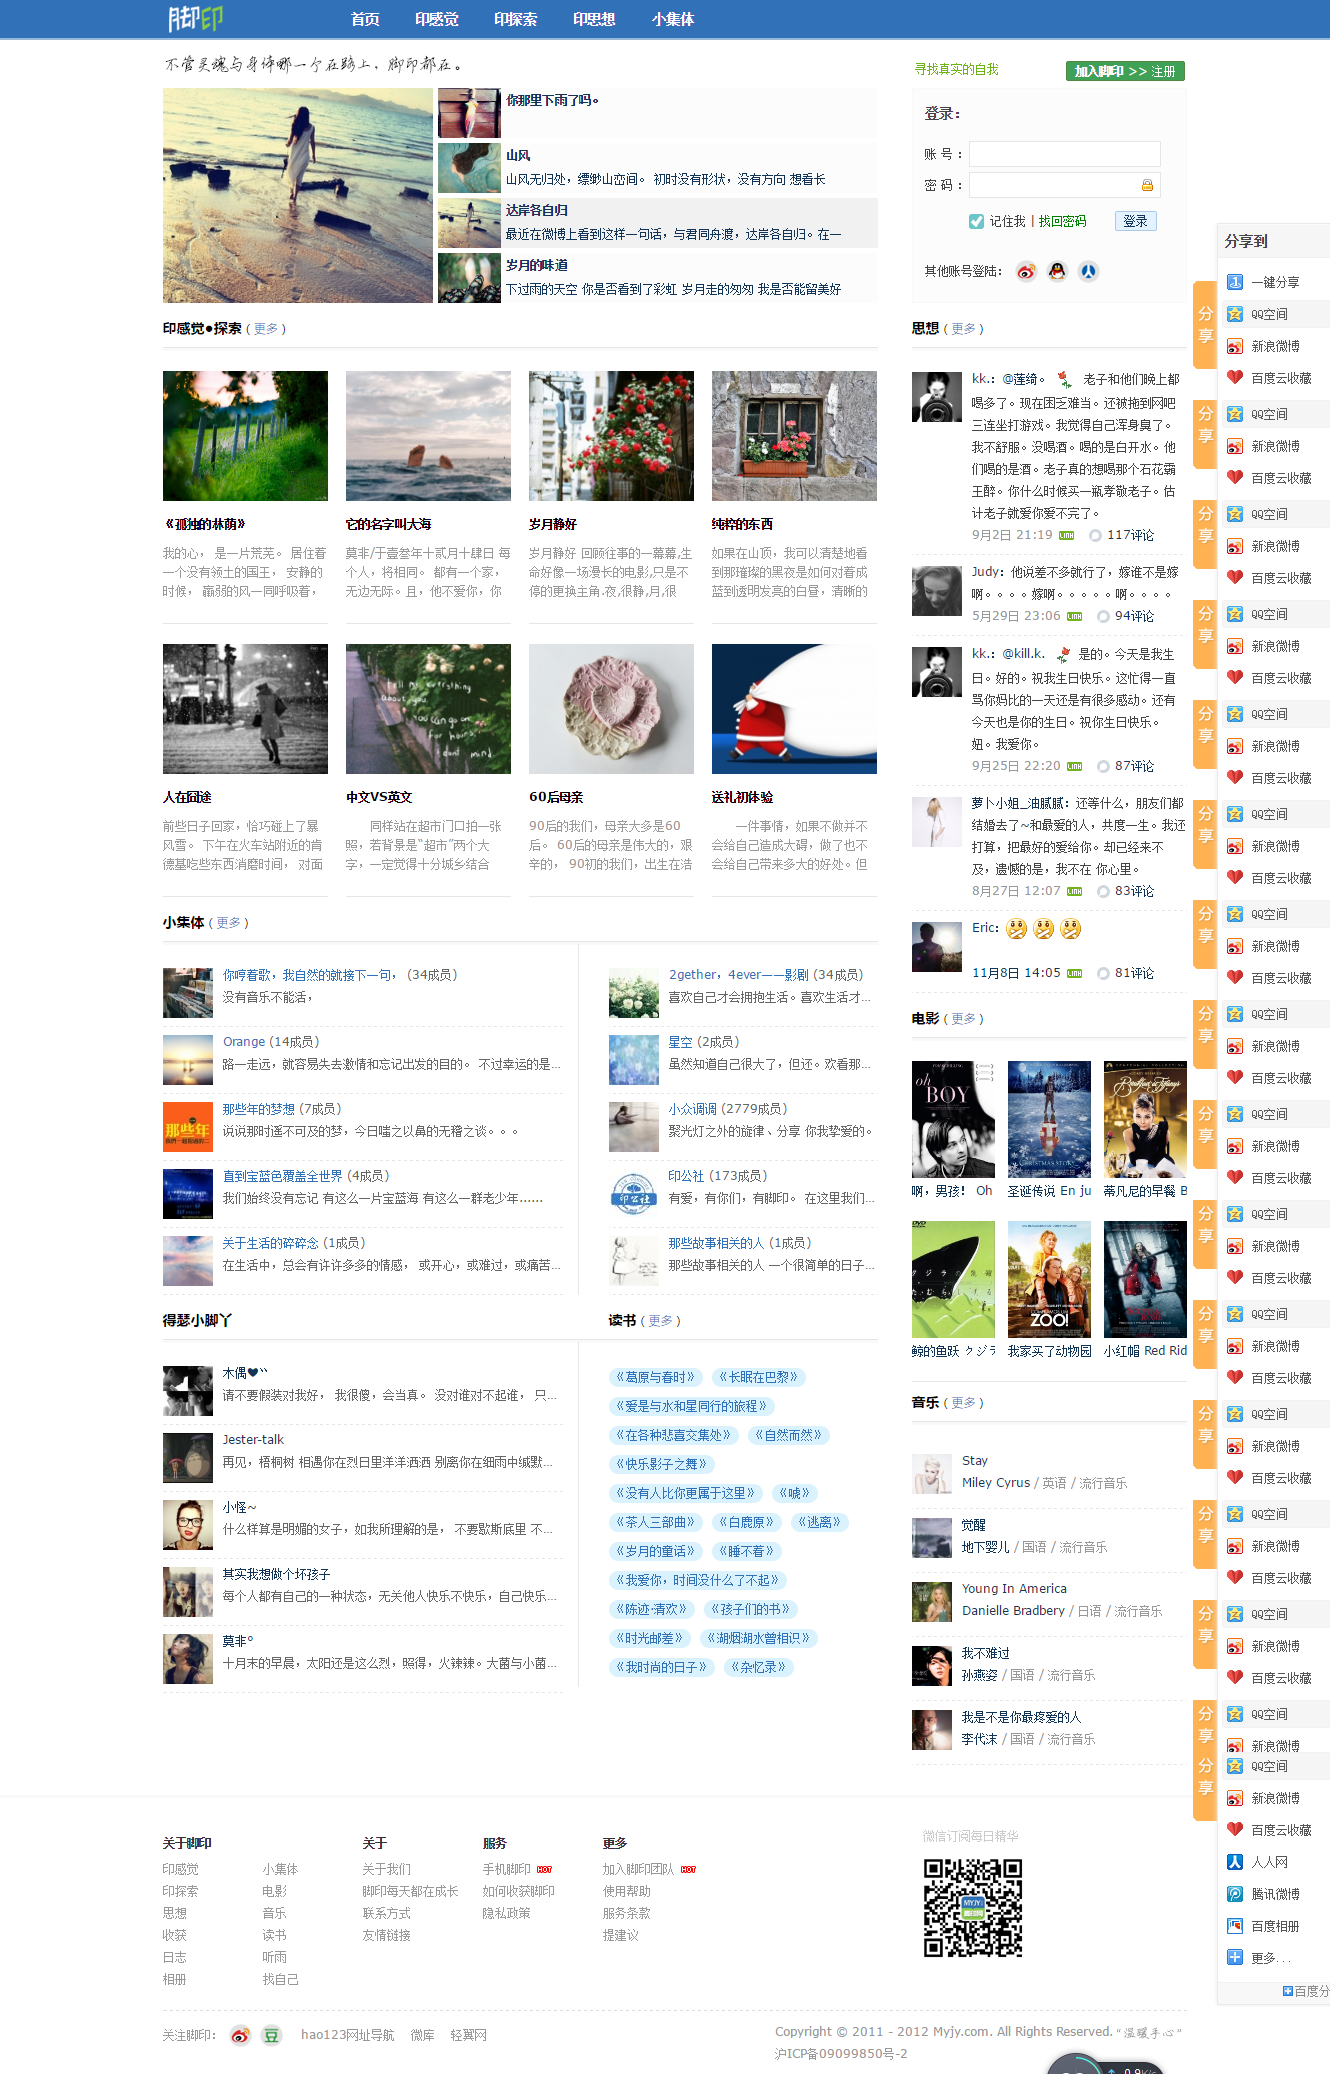 脚印
首页 印感觉 印探索 印思想 小集体
不管灵魂与身体哪一个在路上、脚印都在。
寻找真实的自我
加入脚印 >> 注册
你那里下雨了吗。
山风
山风无归处，缥缈山峦间。 初时没有形状，没有方向 想看长
达岸各自归
最近在微博上看到这样一句话，与君同舟渡，达岸各自归。在一
岁月的味道
下过雨的天空 你是否看到了彩虹 岁月走的匆匆 我是否能留美好
登录：
账 号：
密 码：
记住我 | 找回密码
登录
其他账号登陆：
印感觉●探索 ( 更多 )
《孤独的林荫》
我的心， 是一片荒芜。 居住着
一个没有领土的国王， 安静的
时候， 羸弱的风一同呼吸着，
它的名字叫大海
莫非/于壹叁年十贰月十肆日 每
个人，将相同。 都有一个家，
无边无际。且，他不爱你，你
岁月静好
岁月静好 回顾往事的一幕幕,生
命好像一场漫长的电影,只是不
停的更换主角.夜,很静,月,很
纯粹的东西
如果在山顶，我可以清楚地看
到那璀璨的黑夜是如何对着成
蓝到透明发亮的白昼，清晰的
人在囧途
前些日子回家，恰巧碰上了暴
风雪。 下午在火车站附近的肯
德基吃些东西消磨时间， 对面
中文VS英文
同样站在超市门口拍一张
照，若背景是“超市”两个大
字，一定觉得十分城乡结合
60后母亲
90后的我们，母亲大多是60
后。 60后的母亲是伟大的，艰
辛的， 90初的我们，出生在浩
送礼初体验
一件事情，如果不做并不
会给自己造成大碍，做了也不
会给自己带来多大的好处。但
思想 ( 更多 )
kk.：@莲绮。 老子和他们晚上都
喝多了。现在困乏难当。还被拖到网吧
三连坐打游戏。我觉得自己浑身臭了。
我不舒服。没喝酒。喝的是白开水。他
们喝的是酒。老子真的想喝那个石花霸
王醉。你什么时候买一瓶孝敬老子。估
计老子就爱你爱不完了。
9月2日 21:19 LINK 117评论
Judy：他说差不多就行了，嫁谁不是嫁
啊。。。。嫁啊。。。。。啊。。。。
5月29日 23:06 LINK 94评论
kk.：@kill.k. 是的。今天是我生
日。好的。祝我生日快乐。这忙得一直
骂你妈比的一天还是有很多感动。还有
今天也是你的生日。祝你生日快乐。
妞。我爱你。
9月25日 22:20 LINK 87评论
萝卜小姐_油腻腻：还等什么，朋友们都
结婚去了~和最爱的人，共度一生。我还
打算，把最好的爱给你。却已经来不
及，遗憾的是，我不在 你心里。
8月27日 12:07 LINK 83评论
Eric：
11月8日 14:05 LINK 81评论
小集体 ( 更多 )
你哼着歌，我自然的就接下一句， (34成员)
没有音乐不能活，
Orange (14成员)
路一走远，就容易失去激情和忘记出发的目的。 不过幸运的是...
那些年的梦想 (7成员)
说说那时遥不可及的梦，今日嗤之以鼻的无稽之谈。。。
直到宝蓝色覆盖全世界 (4成员)
我们始终没有忘记 有这么一片宝蓝海 有这么一群老少年......
关于生活的碎碎念 (1成员)
在生活中，总会有许许多多的情感， 或开心，或难过，或痛苦...
2gether，4ever——影剧 (34成员)
喜欢自己才会拥抱生活。喜欢生活才...
星空 (2成员)
虽然知道自己很大了，但还。欢看那...
小众调调 (2779成员)
聚光灯之外的旋律、分享 你我挚爱的。
印公社 (173成员)
有爱，有你们，有脚印。 在这里我们...
那些故事相关的人 (1成员)
那些故事相关的人 一个很简单的日子...
电影 ( 更多 )
oh BOY
ZOO!
啊，男孩！ Oh 圣诞传说 En ju 蒂凡尼的早餐 B
鲸的鱼跃 クジラ 我家买了动物园 小红帽 Red Rid
得瑟小脚丫
木偶❤
请不要假装对我好， 我很傻，会当真。 没对谁对不起谁， 只...
Jester-talk
再见，梧桐树 相遇你在烈日里洋洋洒洒 别离你在细雨中缄默...
小怪~
什么样算是明媚的女子，如我所理解的是， 不要歇斯底里 不...
其实我想做个坏孩子
每个人都有自己的一种状态，无关他人快乐不快乐，自己快乐...
莫非°
十月末的早晨，太阳还是这么烈，照得，火辣辣。大菌与小菌...
读书 ( 更多 )
《葛原与春时》 《长眠在巴黎》
《爱是与水和星同行的旅程》
《在各种悲喜交集处》 《自然而然》
《快乐影子之舞》
《没有人比你更属于这里》 《唬》
《茶人三部曲》 《白鹿原》 《逃离》
《岁月的童话》 《睡不着》
《我爱你，时间没什么了不起》
《陈迹·清欢》 《孩子们的书》
《时光邮差》 《湖烟湖水曾相识》
《我时尚的日子》 《杂忆录》
音乐 ( 更多 )
Stay
Miley Cyrus / 英语 / 流行音乐
觉醒
地下婴儿 / 国语 / 流行音乐
Young In America
Danielle Bradbery / 日语 / 流行音乐
我不难过
孙燕姿 / 国语 / 流行音乐
我是不是你最疼爱的人
李代沫 / 国语 / 流行音乐
分享到
一键分享
分享
QQ空间
新浪微博
百度云收藏
分享
QQ空间
新浪微博
百度云收藏
分享
QQ空间
新浪微博
百度云收藏
分享
QQ空间
新浪微博
百度云收藏
分享
QQ空间
新浪微博
百度云收藏
分享
QQ空间
新浪微博
百度云收藏
分享
QQ空间
新浪微博
百度云收藏
分享
QQ空间
新浪微博
百度云收藏
分享
QQ空间
新浪微博
百度云收藏
分享
QQ空间
新浪微博
百度云收藏
分享
QQ空间
新浪微博
百度云收藏
分享
QQ空间
新浪微博
百度云收藏
分享
QQ空间
新浪微博
百度云收藏
分享
QQ空间
新浪微博
百度云收藏
分享
QQ空间
新浪微博
分享
QQ空间
新浪微博
百度云收藏
人人网
腾讯微博
百度相册
更多...
百度分
关于脚印
印感觉 小集体
印探索 电影
思想 音乐
收获 读书
日志 听雨
相册 找自己
关于
关于我们
脚印每天都在成长
联系方式
友情链接
服务
手机脚印 HOT
如何收获脚印
隐私政策
更多
加入脚印团队 HOT
使用帮助
服务条款
提建议
微信订阅每日精华
MYJY
关注脚印： hao123网址导航 微库 轻翼网
Copyright © 2011 - 2012 Myjy.com. All Rights Reserved. “温暖手心”
沪ICP备09099850号-2
0.9K/s